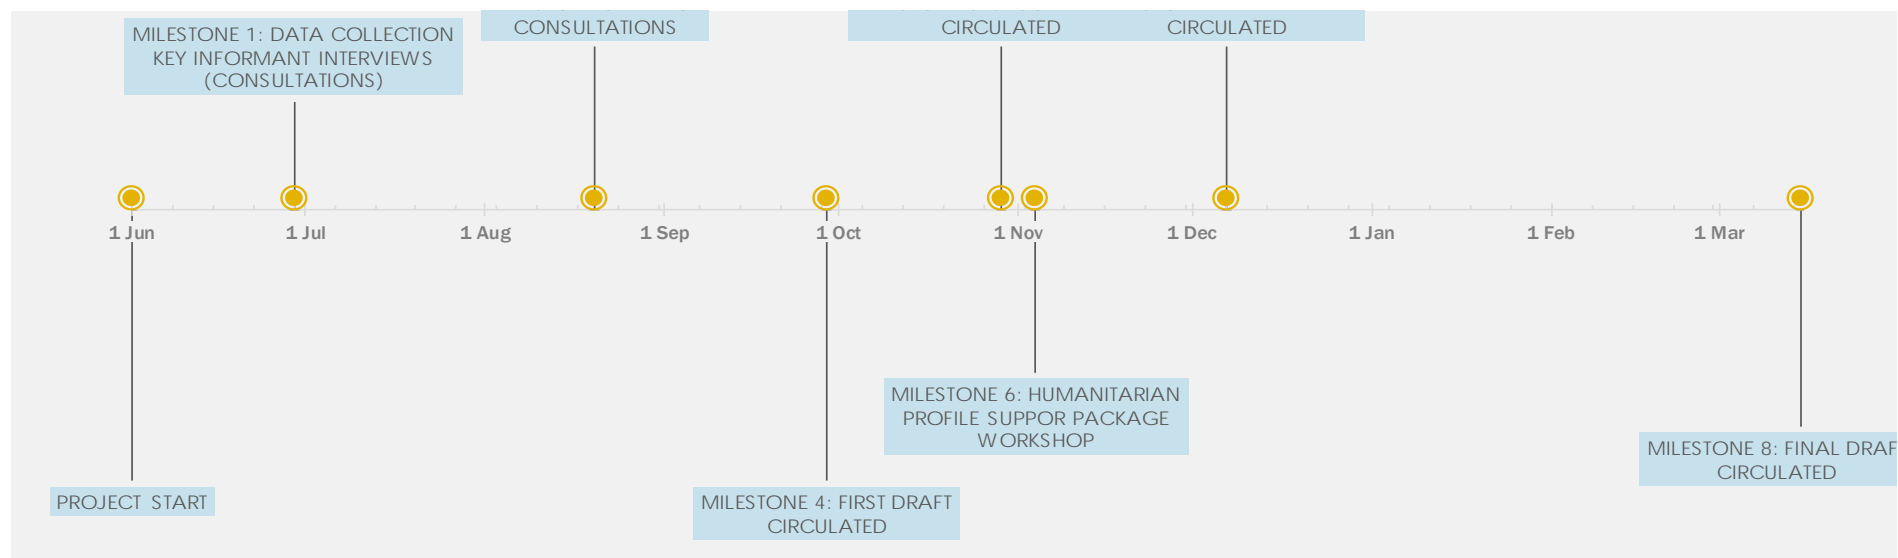 MILESTONE 1: DATA COLLECTION
KEY INFORMANT INTERVIEWS
(CONSULTATIONS)
CONSULTATIONS
CIRCULATED
CIRCULATED
1 Jun
1 Jul
1 Aug
1 Sep
1 Oct
1 Nov
1 Dec
1 Jan
1 Feb
1 Mar
MILESTONE 6: HUMANITARIAN
PROFILE SUPPOR PACKAGE
WORKSHOP
MILESTONE 8: FINAL DRAF
CIRCULATED
PROJECT START
MILESTONE 4: FIRST DRAFT
CIRCULATED